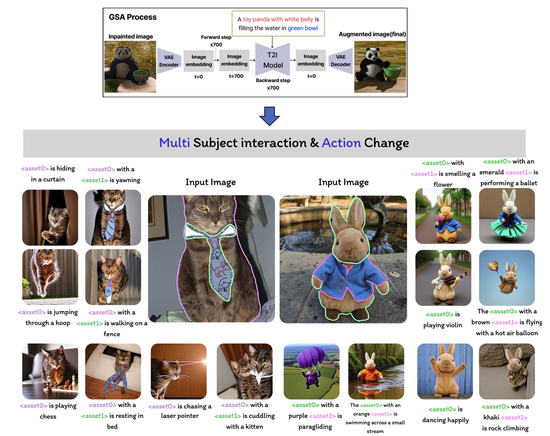 GSA Process
A toy panda with white belly is
filling the water in blue bowl
Inpainted image
Forward step
x700
Augmented image(final)
VAE
Encoder
Image
embedding
Image
embedding
T2I
Model
Image
embedding
VAE
Decoder
t=0
t=700
Backward step
x700
t=0
Multi Subject interaction & Action Change
<asset0> is hiding
in a curtain
<asset0> with a
<asset1> is yawning
Input Image
Input Image
<asset0> with
<asset1> is smelling a
flower
<asset0> with an
emerald <asset1> is
performing a ballet
<asset0> is jumping
through a hoop
<asset0> with a
<asset1> is walking on a
fence
<asset0> is
playing violin
The <asset0> with a
brown <asset1> is flying
with a hot air balloon
<asset0> is playing
chess
<asset0> with a
<asset1> is resting in
bed
<asset0> is chasing a
laser pointer
<asset0> with a
<asset1> is cuddling
with a kitten
<asset0> with a
purple <asset1> is
paragliding
The <asset0> with an
orange <asset1> is
swimming across a small
stream
<asset0> is
dancing happily
<asset0> with a
khaki <asset1>
is rock climbing